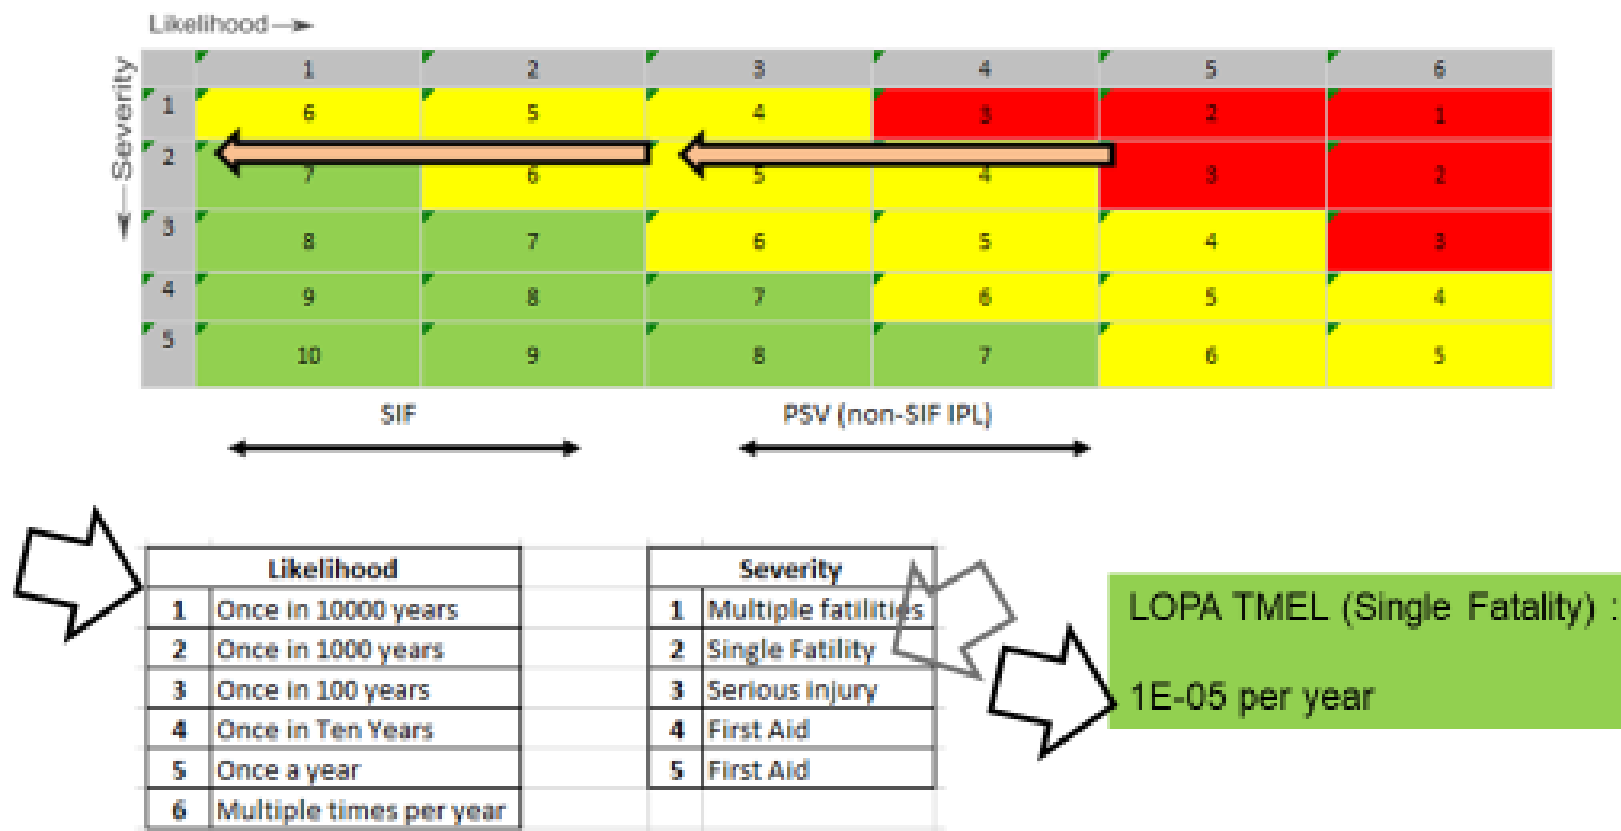 Likelihood
Severity
1 2 3 4 5 6
1 6 5 4 3 2 1
2 7 6 5 4 3 2
3 8 7 6 5 4 3
4 9 8 7 6 5 4
5 10 9 8 7 6 5
SIF PSV (non-SIF IPL)
Likelihood
1 Once in 10000 years
2 Once in 1000 years
3 Once in 100 years
4 Once in Ten Years
5 Once a year
6 Multiple times per year
Severity
1 Multiple fatilities
2 Single Fatility
3 Serious injury
4 First Aid
5 First Aid
LOPA TMEL (Single Fatality) :
1E-05 per year